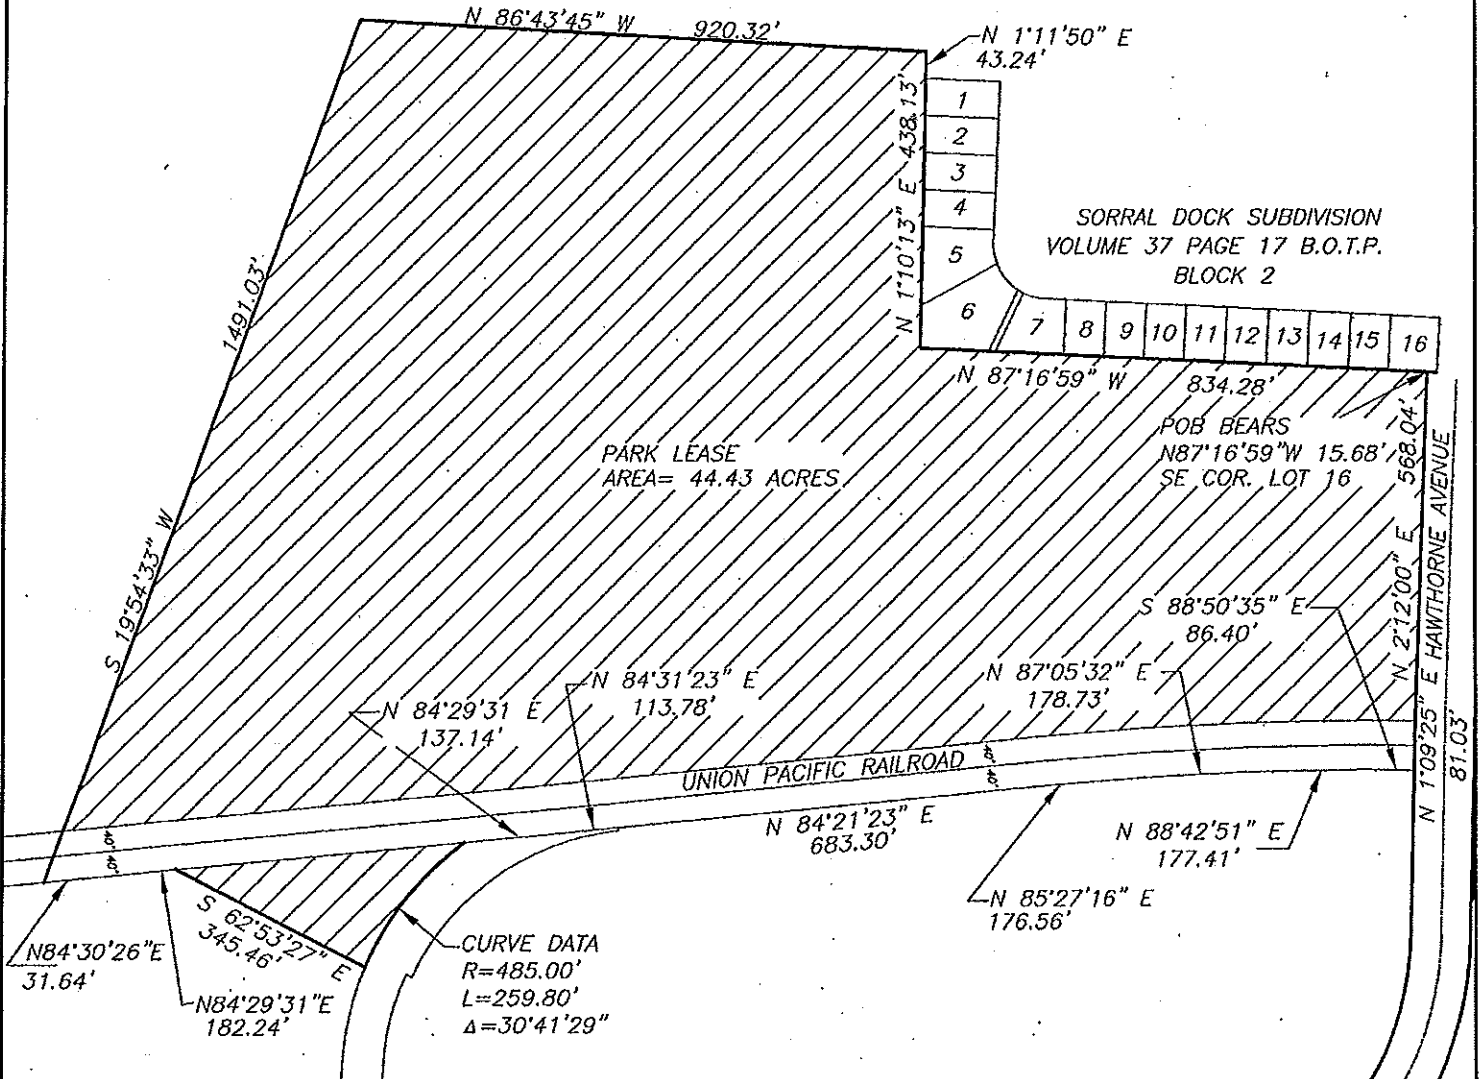 N 86°43'45" W 920.32'
N 1°11'50" E
43.24'
N 1°10'13" E 438.13'
1
2
3
4
5
6
7
8
9
10
11
12
13
14
15
16
SORRAL DOCK SUBDIVISION
VOLUME 37 PAGE 17 B.O.T.P.
BLOCK 2
S 19°54'33" W 1491.03'
N 87°16'59" W 834.28'
POB BEARS
N87°16'59"W 15.68'
SE COR. LOT 16
PARK LEASE
AREA= 44.43 ACRES
N 2°12'00" E 568.04'
N 1°09'25" E HAWTHORNE AVENUE
81.03'
S 88°50'35" E
86.40'
N 87°05'32" E
178.73'
N 84°31'23" E
113.78'
N 84°29'31 E
137.14'
UNION PACIFIC RAILROAD
40'
40'
40'
40'
N 84°21'23" E
683.30'
N 88°42'51" E
177.41'
N 85°27'16" E
176.56'
S 62°53'27" E
345.46'
N84°30'26"E
31.64'
N84°29'31"E
182.24'
CURVE DATA
R=485.00'
L=259.80'
Δ=30°41'29"